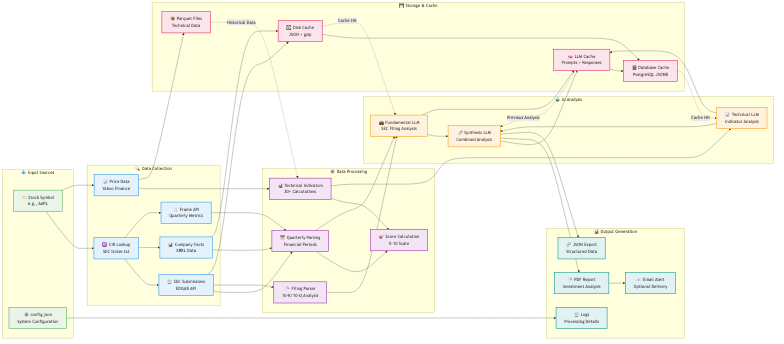 Storage & Cache
Parquet Files
Technical Data
Historical Data
Disk Cache
JSON + gzip
Cache Hit
LLM Cache
Prompts + Responses
Database Cache
PostgreSQL JSONB
AI Analysis
Fundamental LLM
SEC Filing Analysis
Previous Analysis
Synthesis LLM
Combined Analysis
Cache Hit
Technical LLM
Indicator Analysis
Input Sources
Stock Symbol
e.g., AAPL
config.json
System Configuration
Data Collection
Price Data
Yahoo Finance
Frame API
Quarterly Metrics
CIK Lookup
SEC ticker.txt
Company Facts
XBRL Data
SEC Submissions
EDGAR API
Data Processing
Technical Indicators
30+ Calculations
Quarterly Parsing
Financial Periods
Score Calculation
0-10 Scale
Filing Parser
10-K/10-Q Analysis
Output Generation
JSON Export
Structured Data
PDF Report
Investment Analysis
Email Alert
Optional Delivery
Logs
Processing Details